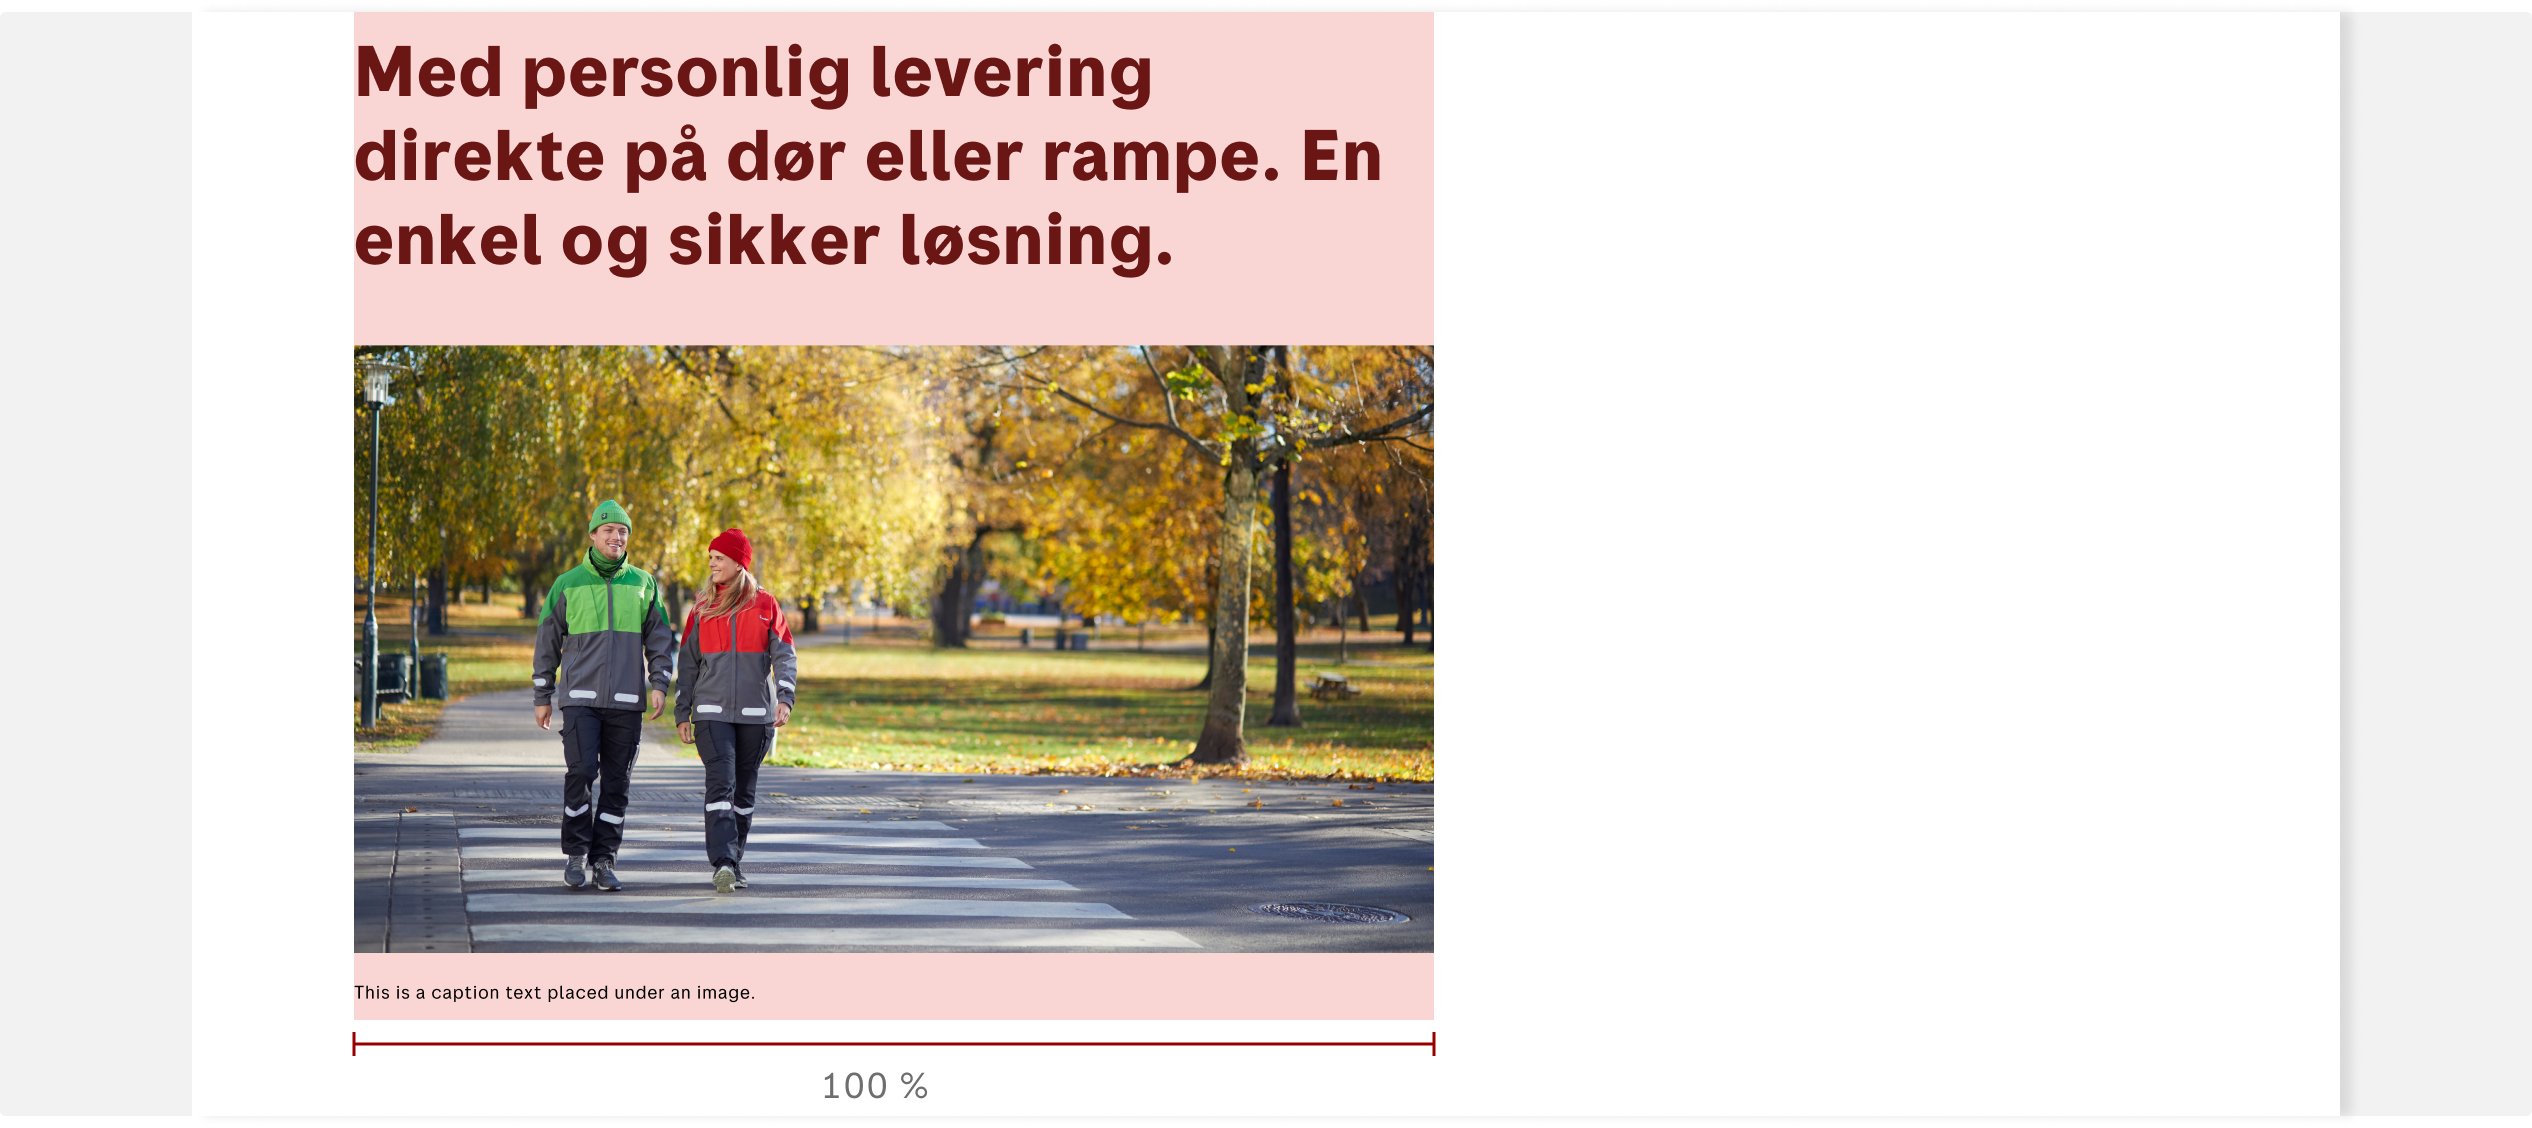 Med personlig levering
direkte på dør eller rampe. En
enkel og sikker løsning.
This is a caption text placed under an image.
100 %